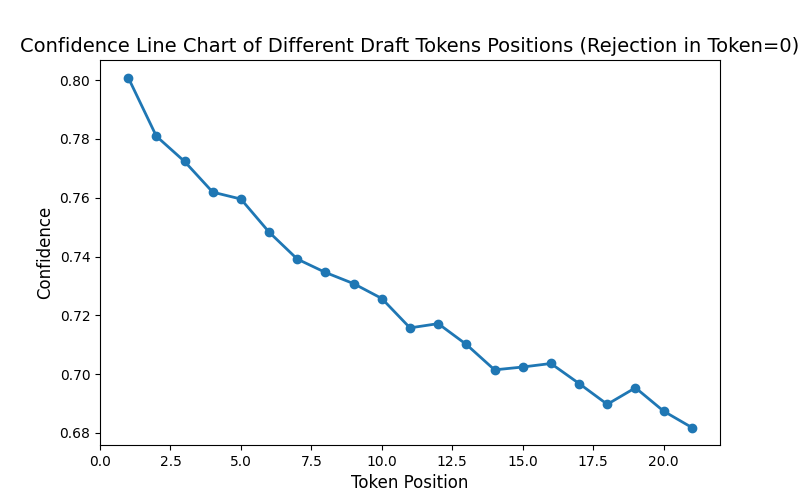 Confidence Line Chart of Different Draft Tokens Positions (Rejection in Token=0)
0.80
0.78
0.76
0.74
0.72
0.70
0.68
Confidence
0.0 2.5 5.0 7.5 10.0 12.5 15.0 17.5 20.0
Token Position